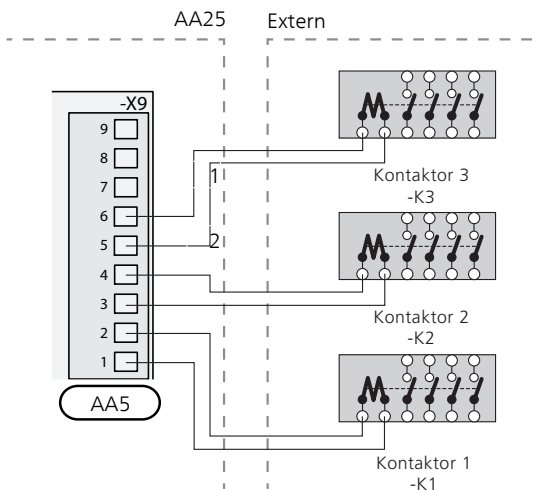 AA25
Extern
-X9
9
8
7
6
5
4
3
2
1
1
2
AA5
Kontaktor 3
-K3
Kontaktor 2
-K2
Kontaktor 1
-K1